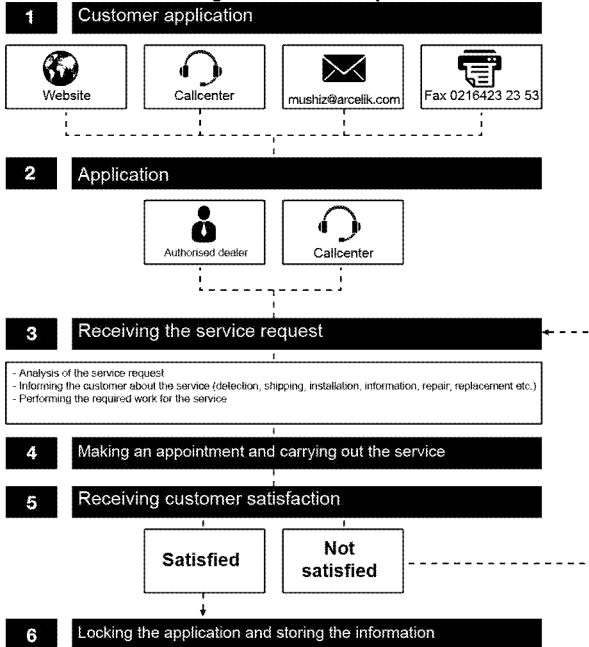 1 Customer application
Website
Callcenter
mushiz@arcelik.com
Fax 0216423 23 53
2 Application
Authorised dealer
Callcenter
3 Receiving the service request
- Analysis of the service request
- Informing the customer about the service (detection, shipping, installation, information, repair, replacement etc.)
- Performing the required work for the service
4 Making an appointment and carrying out the service
5 Receiving customer satisfaction
Satisfied
Not
satisfied
6 Locking the application and storing the information